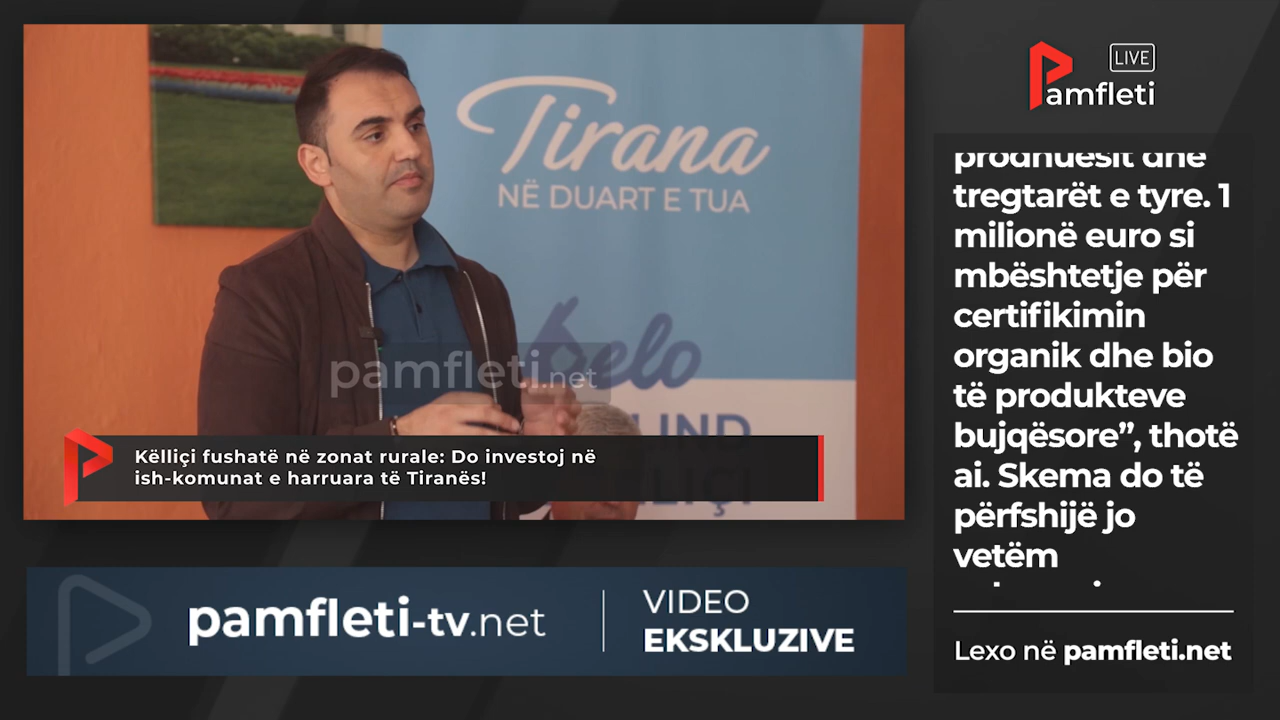 Tirana
NË DUART E TUA
pamfleti.net
Këlliçi fushatë në zonat rurale: Do investoj në
ish-komunat e harruara të Tiranës!
pamfleti-tv.net
VIDEO
EKSKLUZIVE
LIVE
Pamfleti
prodhuesit dhe
tregtarët e tyre. 1
milionë euro si
mbështetje për
certifikimin
organik dhe bio
të produkteve
bujqësore”, thotë
ai. Skema do të
përfshijë jo
vetëm
Lexo në pamfleti.net